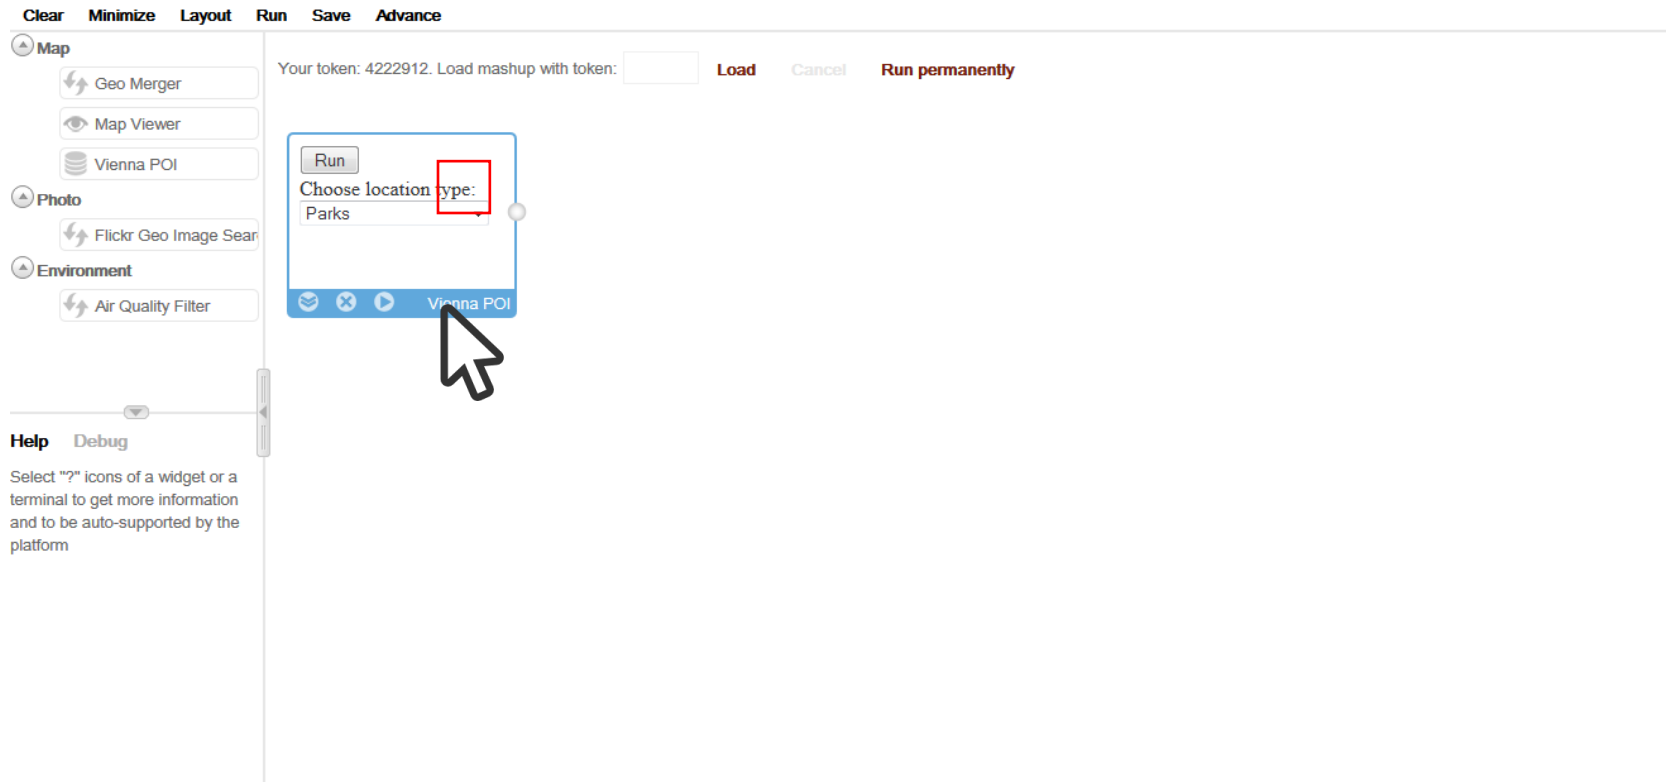 Clear Minimize Layout Run Save Advance
Map
Geo Merger
Map Viewer
Vienna POI
Photo
Flickr Geo Image Sear
Environment
Air Quality Filter
Help Debug
Select "?" icons of a widget or a
terminal to get more information
and to be auto-supported by the
platform
Your token: 4222912. Load mashup with token: Load Cancel Run permanently
Run
Choose location type:
Parks
Vienna POI